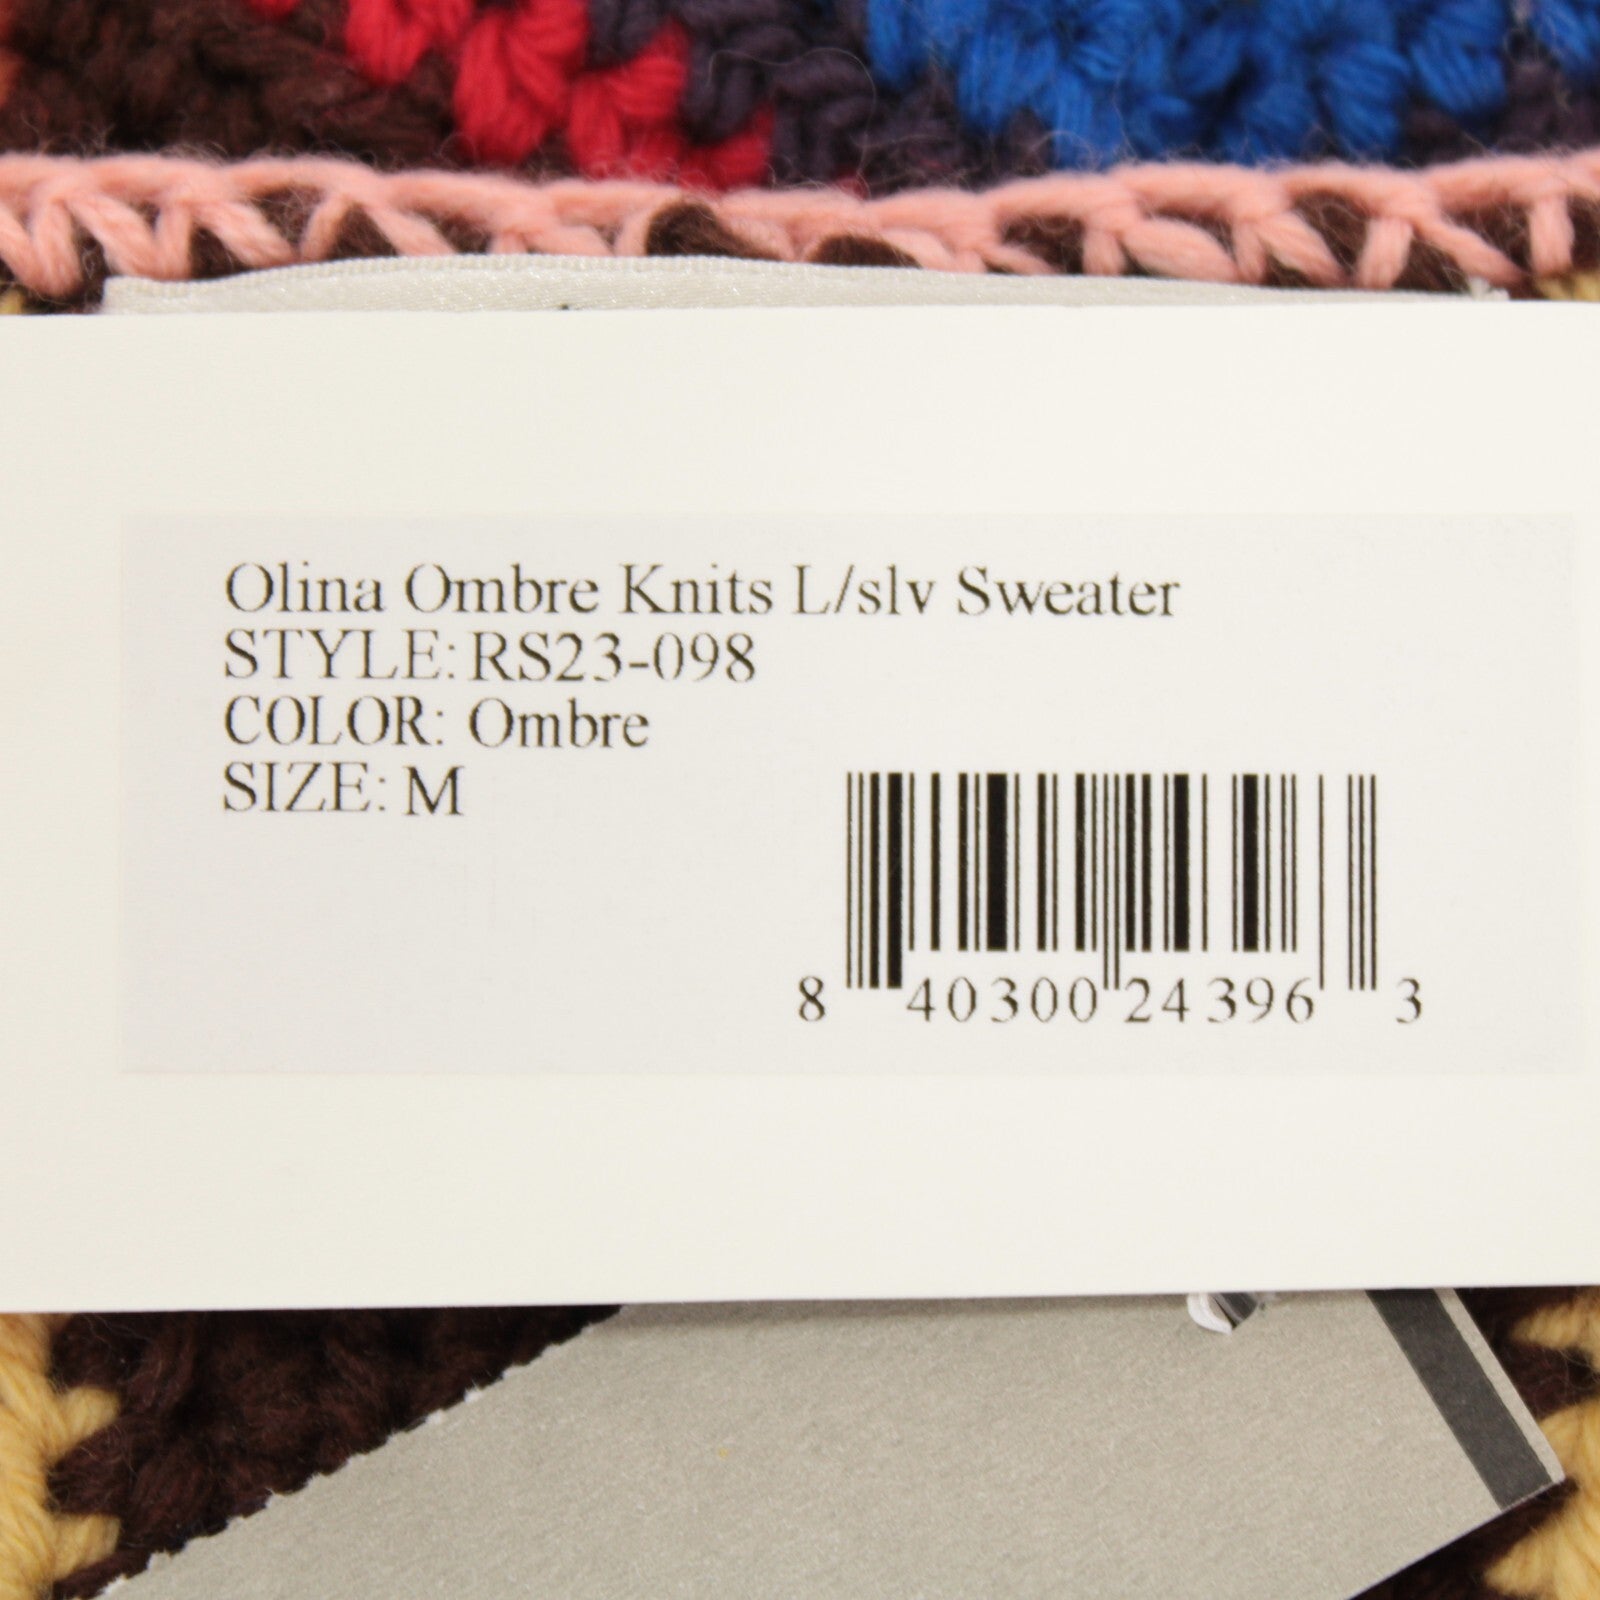 Olina Ombre Knits L/slv Sweater
STYLE: RS23-098
COLOR: Ombre
SIZE: M
8 40300 24396 3